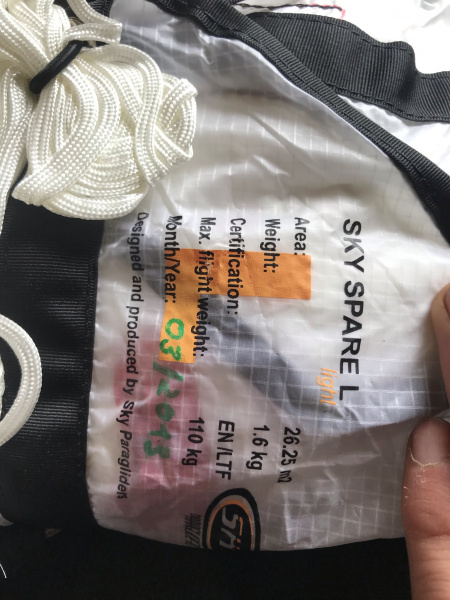 SKY SPARE L
light
Area: 26.25 m
Weight: 1.6 kg
Certification: EN/LTF
Max. flight weight: 110 kg
Month/Year: 03/2013
Designed and produced by Sky Paragliders